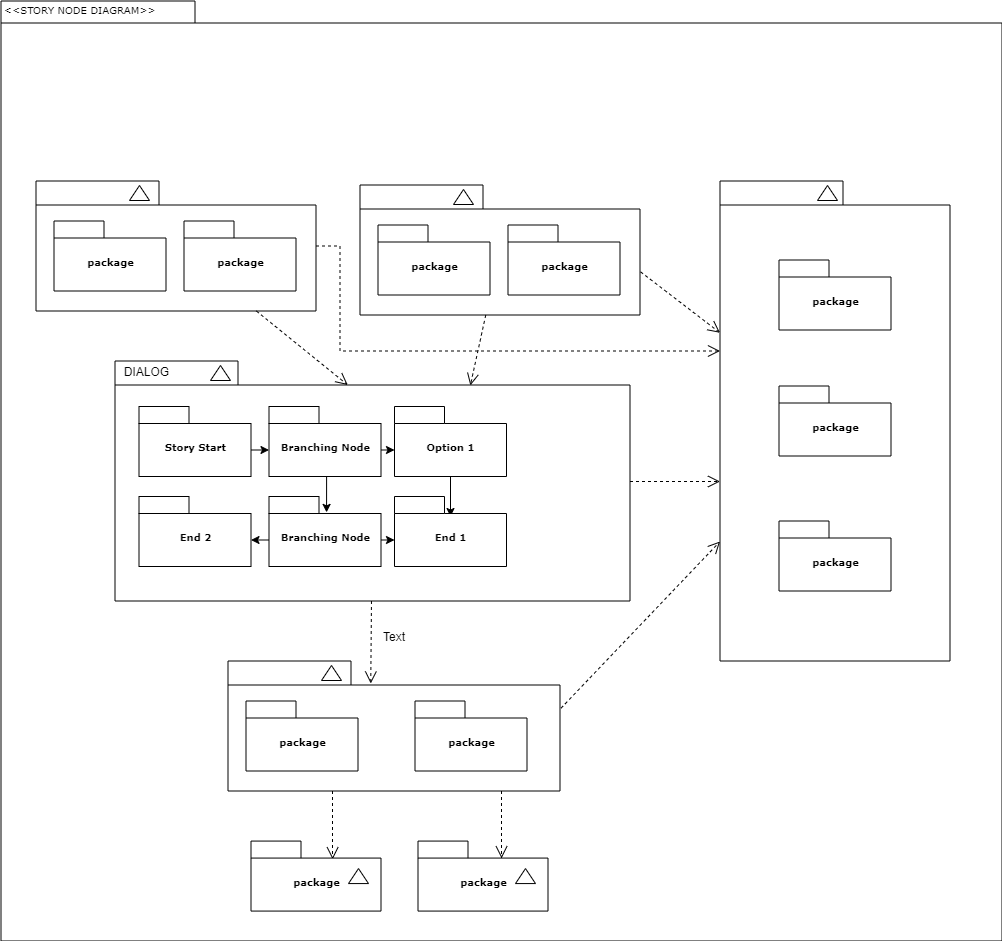 <<STORY NODE DIAGRAM>>
package
package
package
package
package
package
package
DIALOG
Story Start
Branching Node
Option 1
End 2
Branching Node
End 1
Text
package
package
package
package